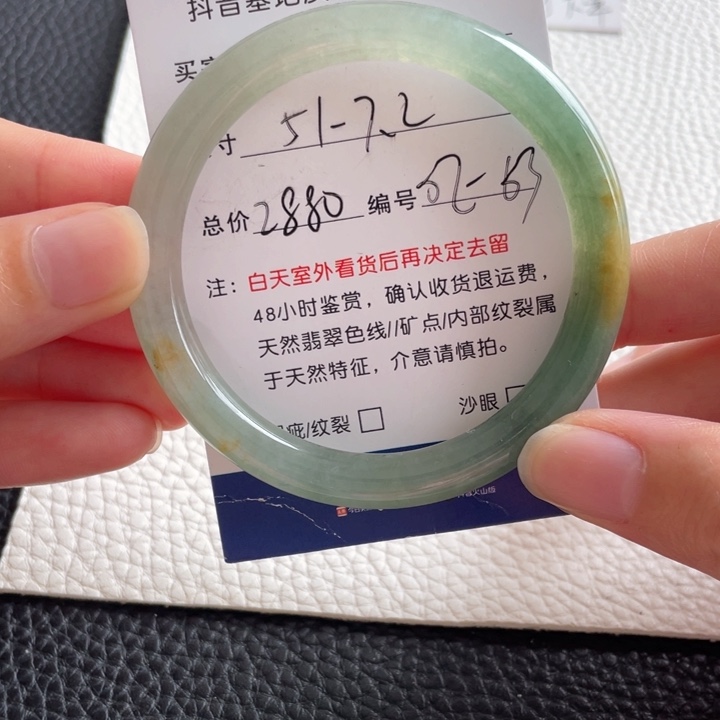 抖音基地
买家
寸 51-7.2
总价 2880 编号
注：白天室外看货后再决定去留
48小时鉴赏，确认收货退运费，
天然翡翠色线//矿点/内部纹裂属
于天然特征，介意请慎拍。
疵/纹裂 □ 沙眼